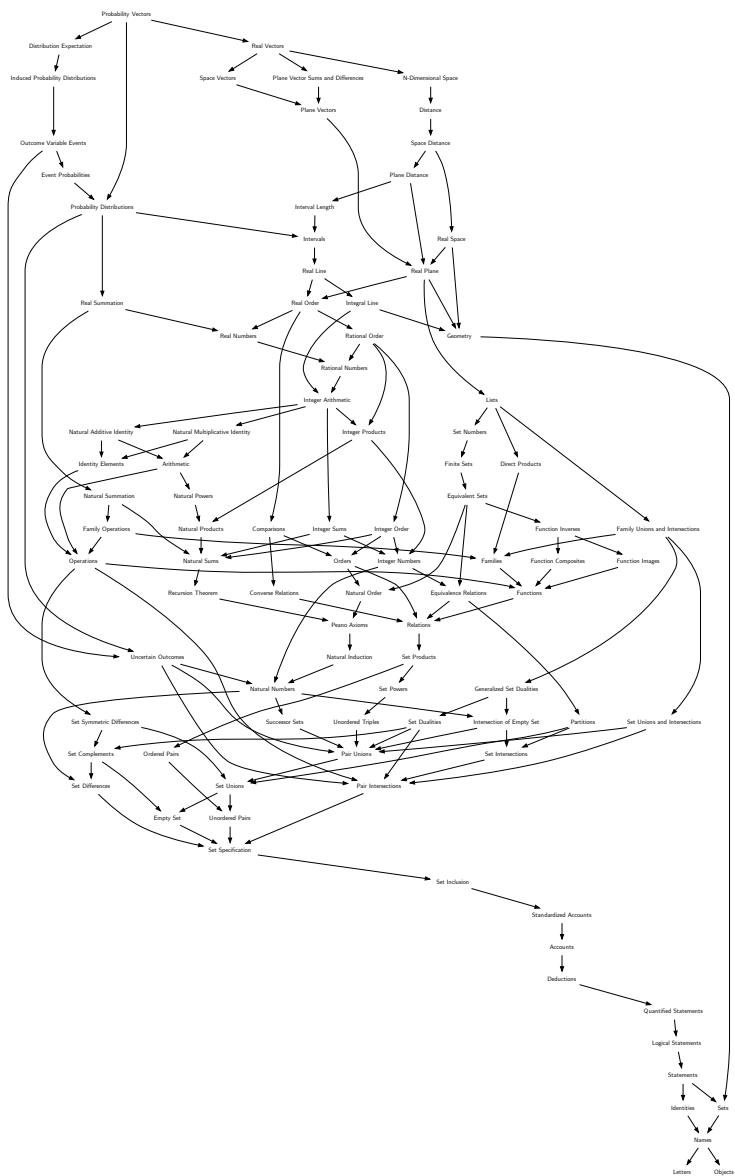 Probability Vectors
Distribution Expectation
Real Vectors
Induced Probability Distributions
Space Vectors
Plane Vector Sums and Differences
N-Dimensional Space
Plane Vectors
Distance
Outcome Variable Events
Space Distance
Event Probabilities
Plane Distance
Probability Distributions
Interval Length
Intervals
Real Space
Real Line
Real Plane
Real Summation
Real Order
Integral Line
Real Numbers
Rational Order
Geometry
Rational Numbers
Integer Arithmetic
Lists
Natural Additive Identity
Natural Multiplicative Identity
Integer Products
Set Numbers
Identity Elements
Arithmetic
Finite Sets
Direct Products
Natural Summation
Natural Powers
Equivalent Sets
Family Operations
Natural Products
Comparisons
Integer Sums
Integer Order
Function Inverses
Family Unions and Intersections
Operations
Natural Sums
Orders
Integer Numbers
Families
Function Composites
Function Images
Recursion Theorem
Converse Relations
Natural Order
Equivalence Relations
Functions
Peano Axioms
Relations
Uncertain Outcomes
Natural Induction
Set Products
Natural Numbers
Set Powers
Generalized Set Dualities
Set Symmetric Differences
Successor Sets
Unordered Triples
Set Dualities
Intersection of Empty Set
Partitions
Set Unions and Intersections
Set Complements
Ordered Pairs
Pair Unions
Set Intersections
Set Differences
Set Unions
Pair Intersections
Empty Set
Unordered Pairs
Set Specification
Set Inclusion
Standardized Accounts
Accounts
Deductions
Quantified Statements
Logical Statements
Statements
Identities
Sets
Names
Letters
Objects